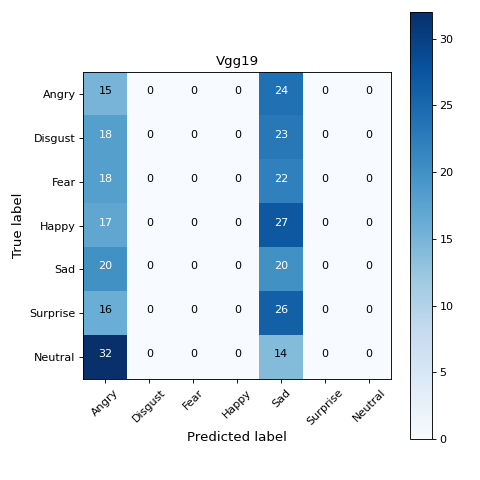 Vgg19
Angry 15 0 0 0 24 0 0
Disgust 18 0 0 0 23 0 0
Fear 18 0 0 0 22 0 0
Happy 17 0 0 0 27 0 0
Sad 20 0 0 0 20 0 0
Surprise 16 0 0 0 26 0 0
Neutral 32 0 0 0 14 0 0
Angry Disgust Fear Happy Sad Surprise Neutral
True label
Predicted label
30
25
20
15
10
5
0